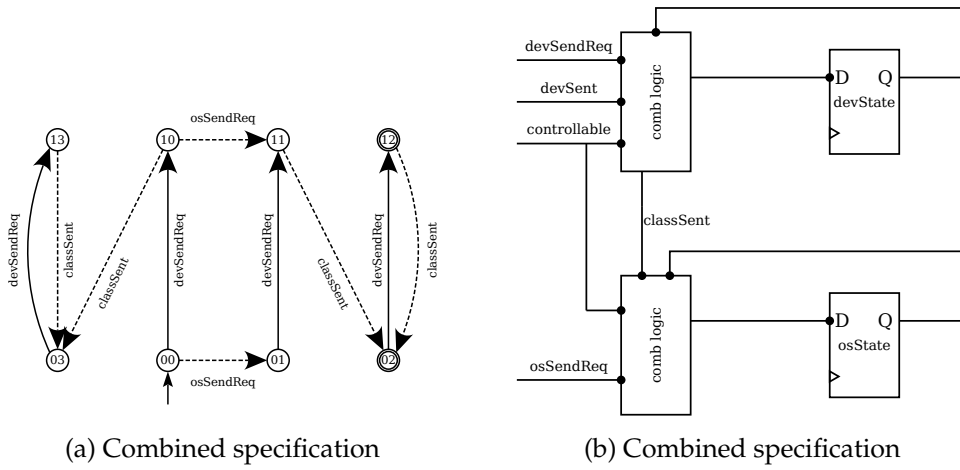 osSendReq
13
10
11
12
devSendReq
classSent
classSent
devSendReq
devSendReq
classSent
devSendReq
classSent
03
00
01
02
osSendReq
(a) Combined specification
devSendReq
devSent
controllable
comb logic
D Q
devState
classSent
osSendReq
comb logic
D Q
osState
(b) Combined specification